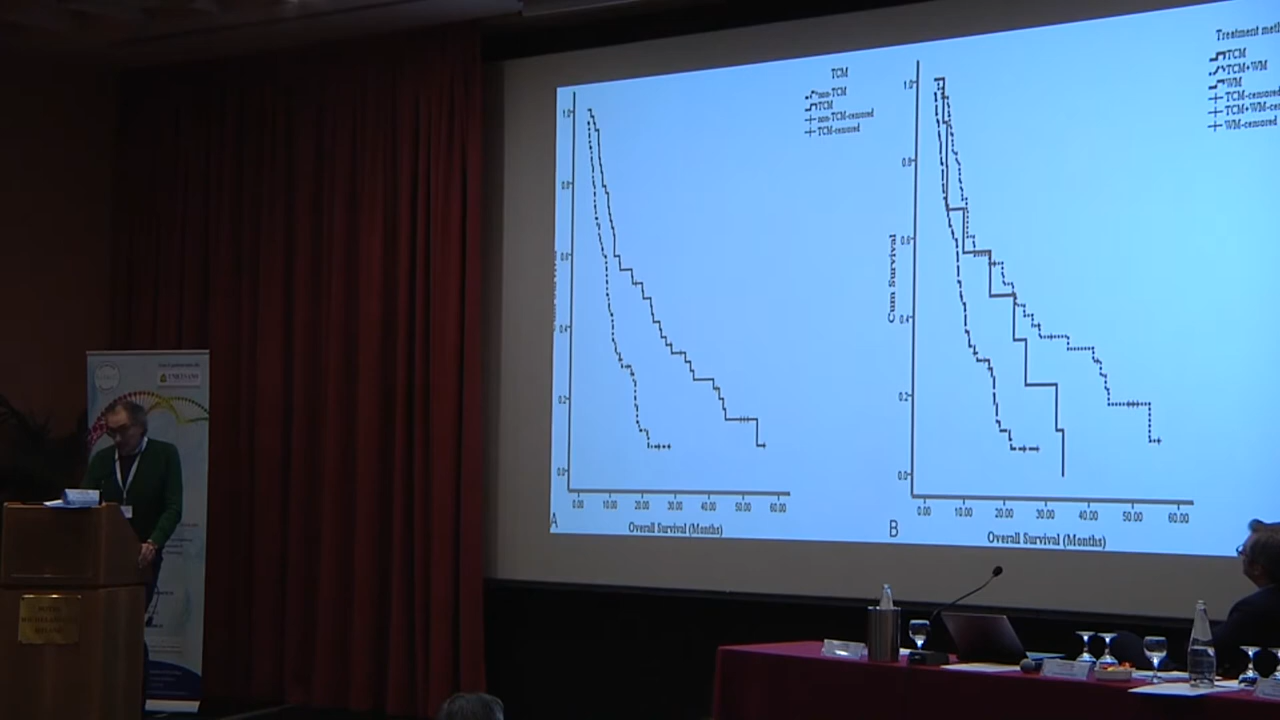 TCM
non-TCM
TCM
non-TCM-censored
TCM-censored
1.0
0.8
0.6
0.4
0.2
0.0
.00
10.00
20.00
30.00
40.00
50.00
60.00
Overall Survival (Months)
A
Treatment met
TCM
TCM+WM
WM
TCM-censored
TCM+WM-ce
WM-censored
Cum Survival
1.0
0.8
0.6
0.4
0.2
0.0
0.00
10.00
20.00
30.00
40.00
50.00
60.00
Overall Survival (Months)
B
HOTEL